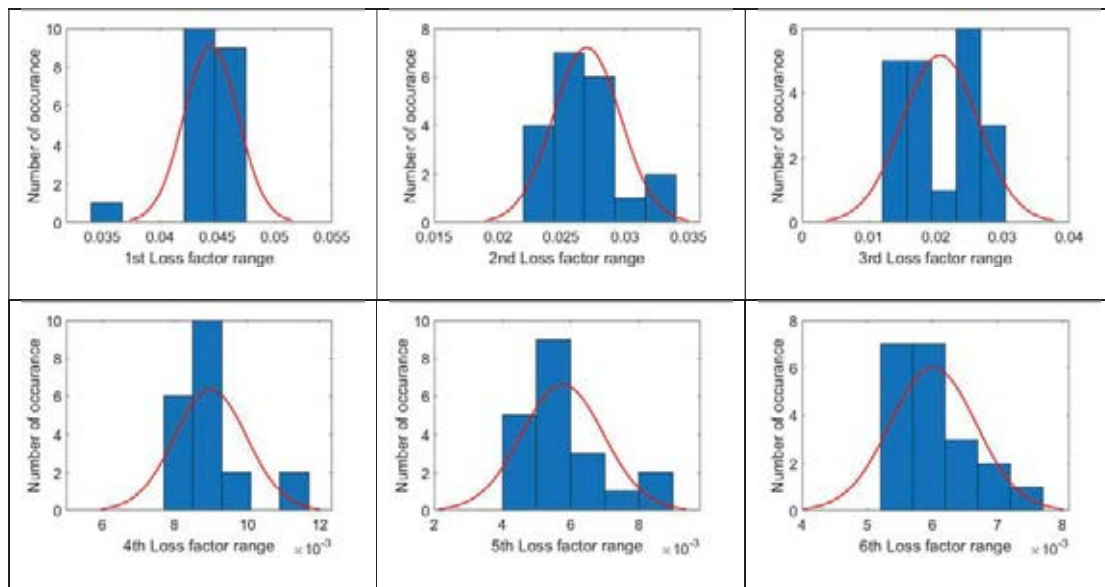 10
8
6
4
2
0
Number of occurance
0.035 0.04 0.045 0.05 0.055
1st Loss factor range
8
6
4
2
0
Number of occurance
0.015 0.02 0.025 0.03 0.035
2nd Loss factor range
6
4
2
0
Number of occurance
0 0.01 0.02 0.03 0.04
3rd Loss factor range
10
8
6
4
2
0
Number of occurance
6 8 10 12
4th Loss factor range ×10⁻³
10
8
6
4
2
0
Number of occurance
2 4 6 8
5th Loss factor range ×10⁻³
8
6
4
2
0
Number of occurance
4 5 6 7 8
6th Loss factor range ×10⁻³